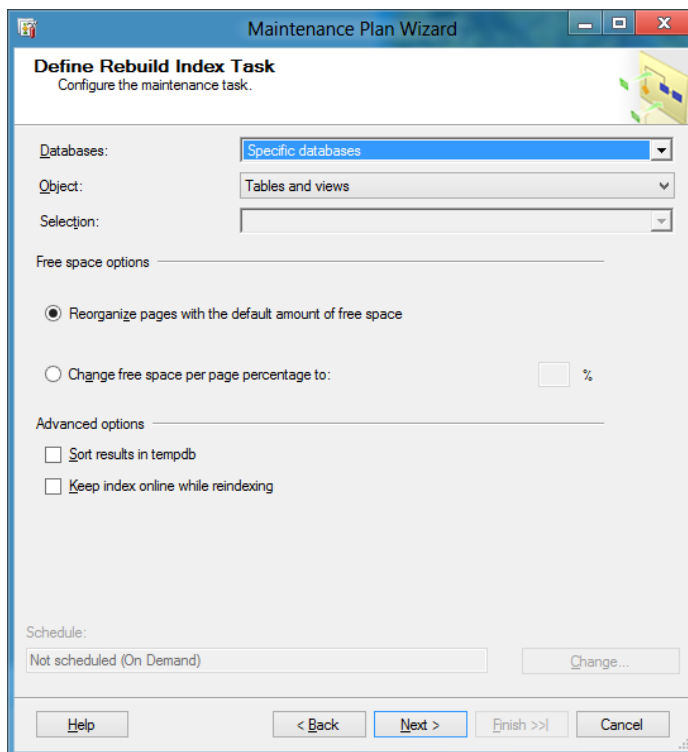 Maintenance Plan Wizard
Define Rebuild Index Task
Configure the maintenance task.
Databases: Specific databases
Object: Tables and views
Selection:
Free space options
Reorganize pages with the default amount of free space
Change free space per page percentage to: %
Advanced options
Sort results in tempdb
Keep index online while reindexing
Schedule:
Not scheduled (On Demand) Change...
Help < Back Next > Finish >>| Cancel